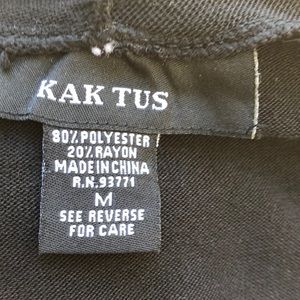 KAK TUS
80%POLYESTER
20%RAYON
MADE IN CHINA
R.N.93771
M
SEE REVERSE
FOR CARE